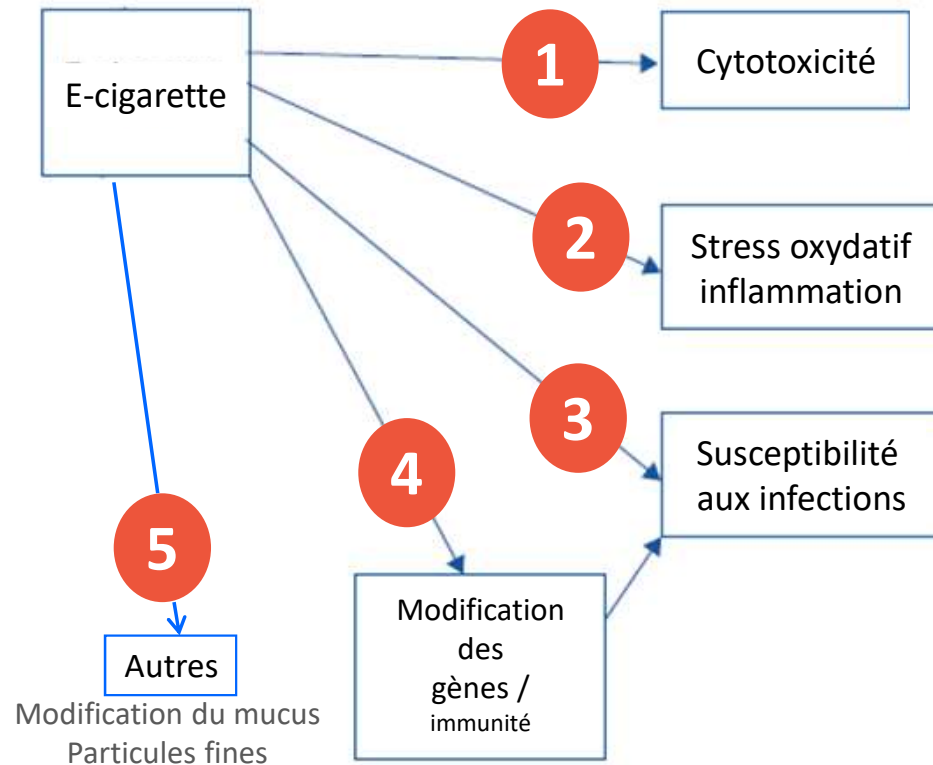 E-cigarette
1
Cytotoxicité
2
Stress oxydatif
inflammation
3
Susceptibilité
aux infections
4
Modification
des
gènes /
immunité
5
Autres
Modification du mucus
Particules fines